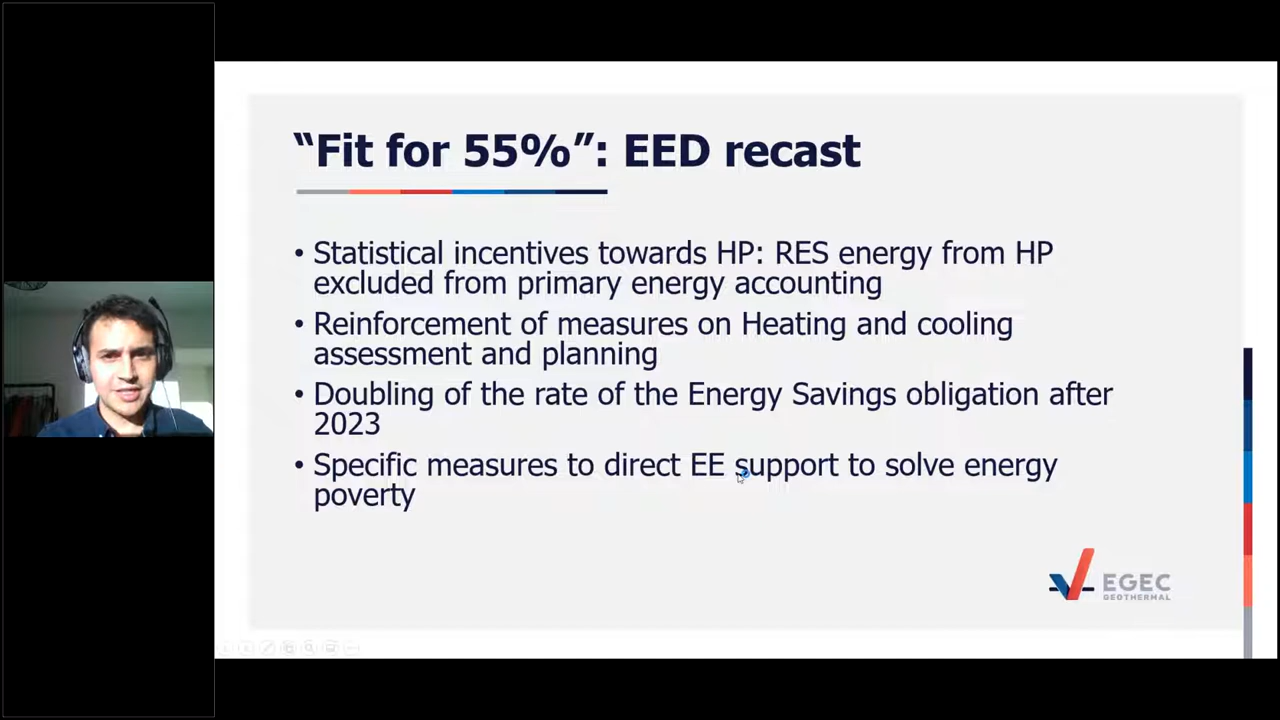 “Fit for 55%”: EED recast
• Statistical incentives towards HP: RES energy from HP
excluded from primary energy accounting
• Reinforcement of measures on Heating and cooling
assessment and planning
• Doubling of the rate of the Energy Savings obligation after
2023
• Specific measures to direct EE support to solve energy
poverty
EGEC
GEOTHERMAL